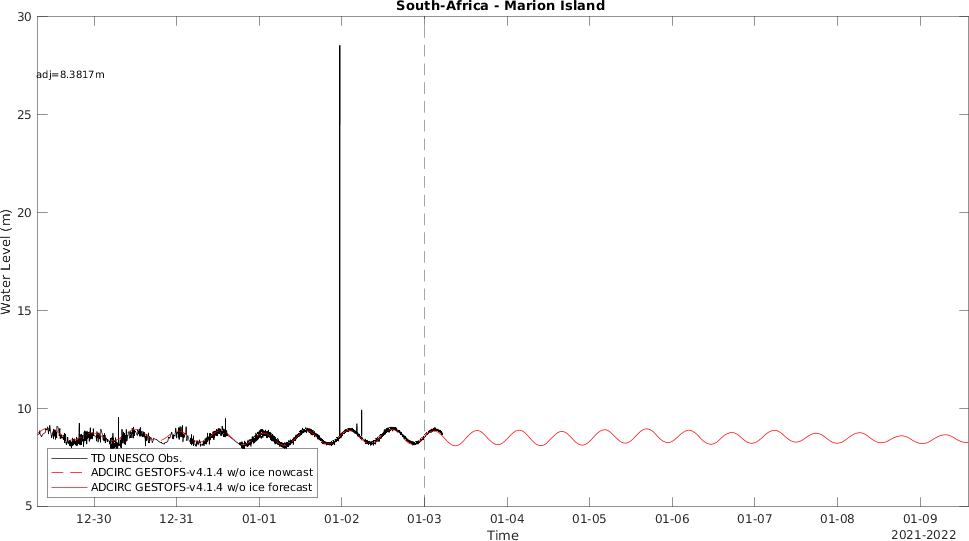 South-Africa - Marion Island
30
adj=8.3817m
25
20
15
10
5
Water Level (m)
TD UNESCO Obs.
ADCIRC GESTOFS-v4.1.4 w/o ice nowcast
ADCIRC GESTOFS-v4.1.4 w/o ice forecast
12-30 12-31 01-01 01-02 01-03 01-04 01-05 01-06 01-07 01-08 01-09
Time
2021-2022